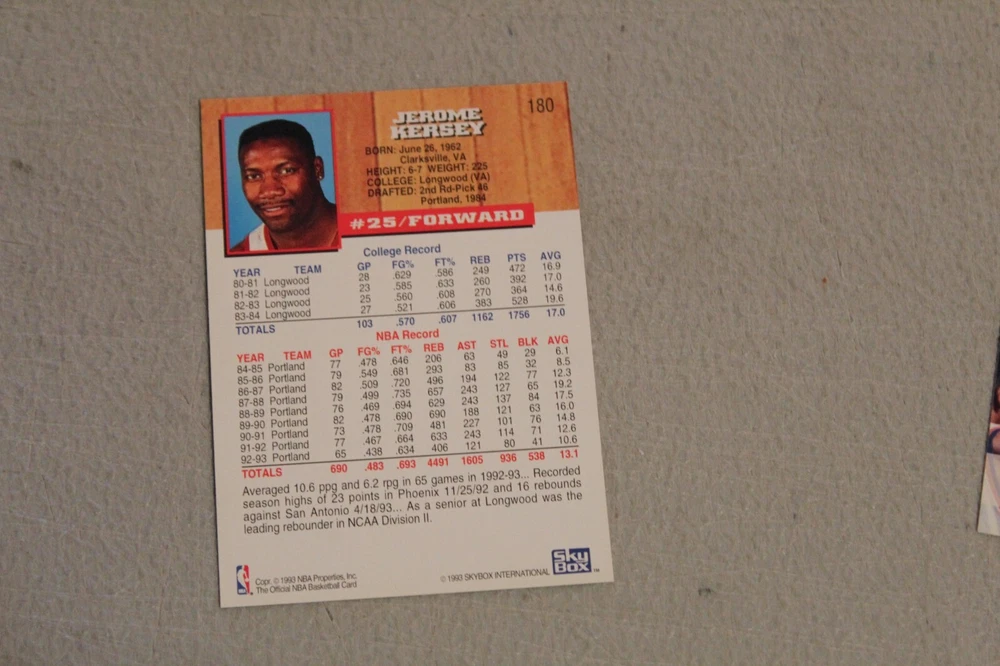 180
JEROME
KERSEY
BORN: June 26, 1962
Clarksville, VA
HEIGHT: 6-7 WEIGHT: 225
COLLEGE: Longwood (VA)
DRAFTED: 2nd Rd-Pick 46
Portland, 1984
#25/FORWARD
College Record
YEAR TEAM GP FG% FT% REB PTS AVG
80-81 Longwood 28 .629 .586 249 472 16.9
81-82 Longwood 23 .585 .633 260 392 17.0
82-83 Longwood 25 .560 .608 270 364 14.6
83-84 Longwood 27 .521 .606 383 528 19.6
TOTALS 103 .570 .607 1162 1756 17.0
NBA Record
YEAR TEAM GP FG% FT% REB AST STL BLK AVG
84-85 Portland 77 .478 .646 206 63 49 29 6.1
85-86 Portland 79 .549 .681 293 83 85 32 8.5
86-87 Portland 82 .509 .720 496 194 122 77 12.3
87-88 Portland 79 .499 .735 657 243 127 65 19.2
88-89 Portland 76 .469 .694 629 243 137 84 17.5
89-90 Portland 82 .478 .690 690 188 121 63 16.0
90-91 Portland 73 .478 .709 481 227 101 76 14.8
91-92 Portland 77 .467 .664 633 243 114 71 12.6
92-93 Portland 65 .438 .634 406 121 80 41 10.6
TOTALS 690 .483 .693 4491 1605 936 538 13.1
Averaged 10.6 ppg and 6.2 rpg in 65 games in 1992-93... Recorded
season highs of 23 points in Phoenix 11/25/92 and 16 rebounds
against San Antonio 4/18/93... As a senior at Longwood was the
leading rebounder in NCAA Division II.
Copr. © 1993 NBA Properties, Inc.
The Official NBA Basketball Card
© 1993 SKYBOX INTERNATIONAL
Sky
Box
TM